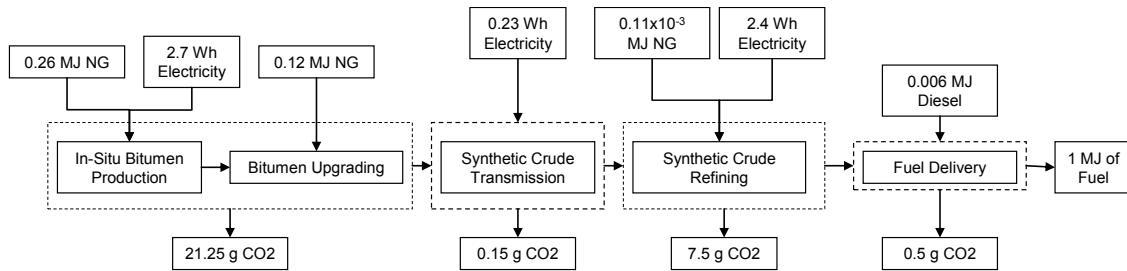 0.26 MJ NG
2.7 Wh
Electricity
0.12 MJ NG
0.23 Wh
Electricity
0.11x10-3
MJ NG
2.4 Wh
Electricity
0.006 MJ
Diesel
In-Situ Bitumen
Production
Bitumen Upgrading
Synthetic Crude
Transmission
Synthetic Crude
Refining
Fuel Delivery
1 MJ of
Fuel
21.25 g CO2
0.15 g CO2
7.5 g CO2
0.5 g CO2